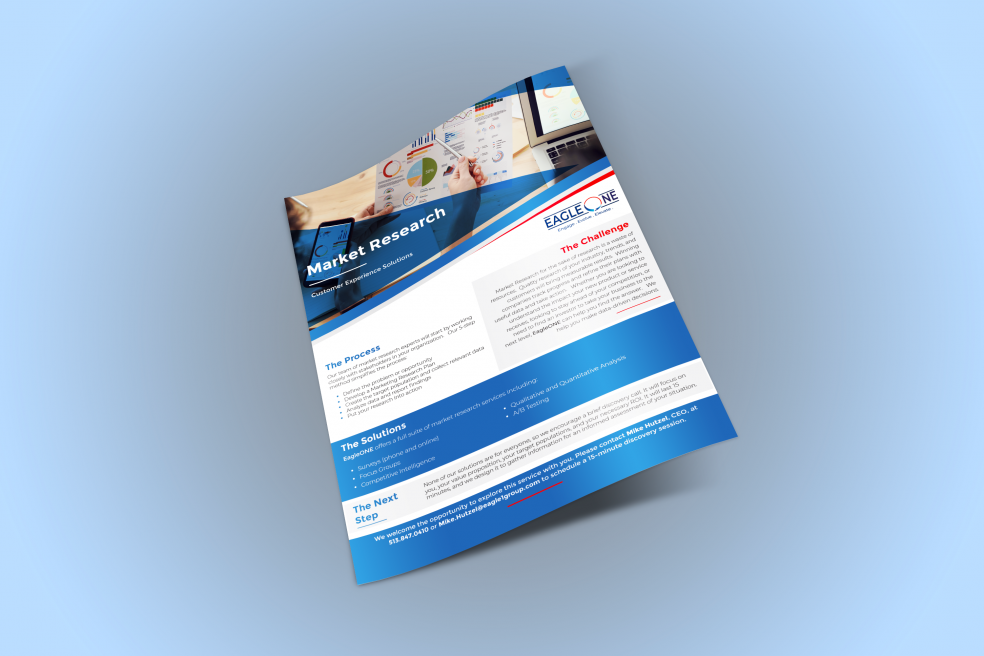 Market Research
Customer Experience Solutions
EAGLE ONE
Engage. Evolve. Elevate.
The Challenge
Market Research for the sake of research is a waste of
resources. Quality research of your industry, trends, and
customers will bring measurable results. Winning
companies track progress and refine their plans with
useful data and take action. Whether you are looking to
understand the impact your new product or service
receives, looking to stay ahead of your competition, or
need to find an investor to take your business to the
next level, EagleONE can help you find the answer. We
help you make data-driven decisions.
The Process
Our team of market research experts will start by working
closely with stakeholders in your organization. Our 5-step
method simplifies the process:
• Define the problem or opportunity
• Develop a Marketing Research Plan
• Create the target population and collect relevant data
• Analyze data and report findings
• Put your research into action
The Solutions
EagleONE offers a full suite of market research services including:
• Surveys (phone and online)
• Focus Groups
• Competitive Intelligence
• Qualitative and Quantitative Analysis
• A/B Testing
The Next
Step
None of our solutions are for everyone, so we encourage a brief discovery call. It will focus on
you, your value proposition, your target populations, and your necessary ROI. It will last 15
minutes, and we design it to gather information for an informed assessment of your situation.
We welcome the opportunity to explore this service with you. Please contact Mike Hutzel, CEO, at
513.847.0410 or Mike.Hutzel@eagle1group.com to schedule a 15-minute discovery session.